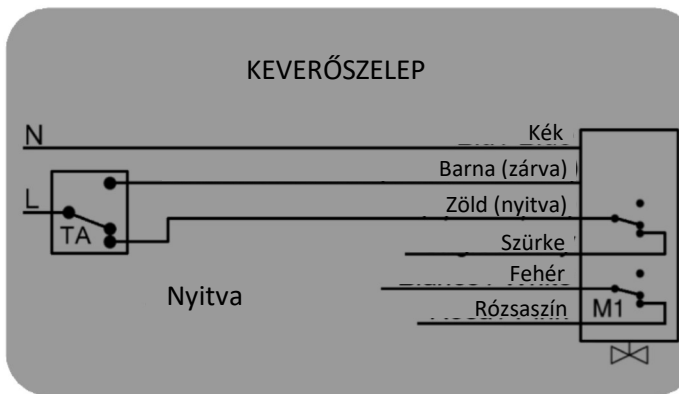 KEVERŐSZELEP
N
Kék
Barna (zárva)
L
Zöld (nyitva)
TA
Szürke
Fehér
Nyitva
Rózsaszín
M1